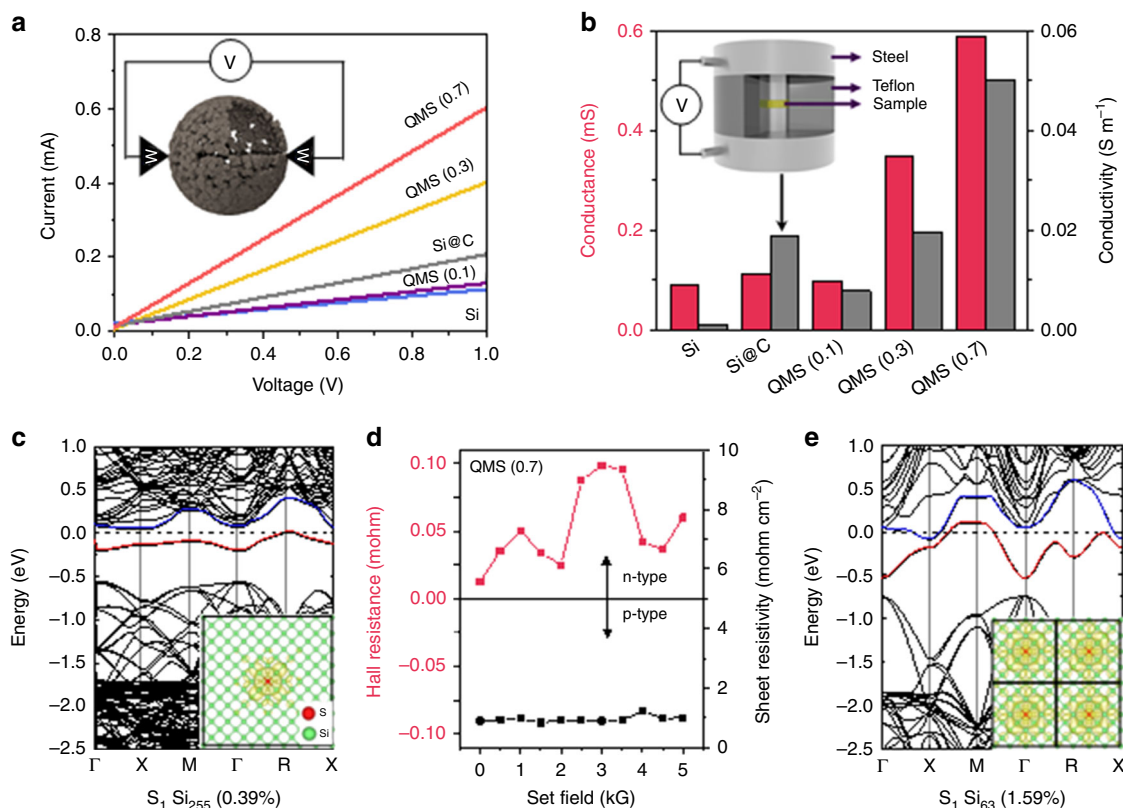 a
V
W
W
QMS (0.7)
QMS (0.3)
Si@C
QMS (0.1)
Si
Current (mA)
0.8
0.6
0.4
0.2
0.0
0.0 0.2 0.4 0.6 0.8 1.0
Voltage (V)
b
V
Steel
Teflon
Sample
Conductance (mS)
0.6
0.4
0.2
0.0
Conductivity (S m⁻¹)
0.06
0.04
0.02
0.00
Si Si@C QMS (0.1) QMS (0.3) QMS (0.7)
c
Energy (eV)
1.0
0.5
0.0
−0.5
−1.0
−1.5
−2.0
−2.5
S
Si
Γ X M Γ R X
S₁ Si₂₅₅ (0.39%)
d
QMS (0.7)
Hall resistance (mohm)
0.10
0.05
0.00
−0.05
−0.10
n-type
p-type
Sheet resistivity (mohm cm⁻²)
10
8
6
4
2
0
0 1 2 3 4 5
Set field (kG)
e
Energy (eV)
1.0
0.5
0.0
−0.5
−1.0
−1.5
−2.0
−2.5
Γ X M Γ R X
S₁ Si₆₃ (1.59%)